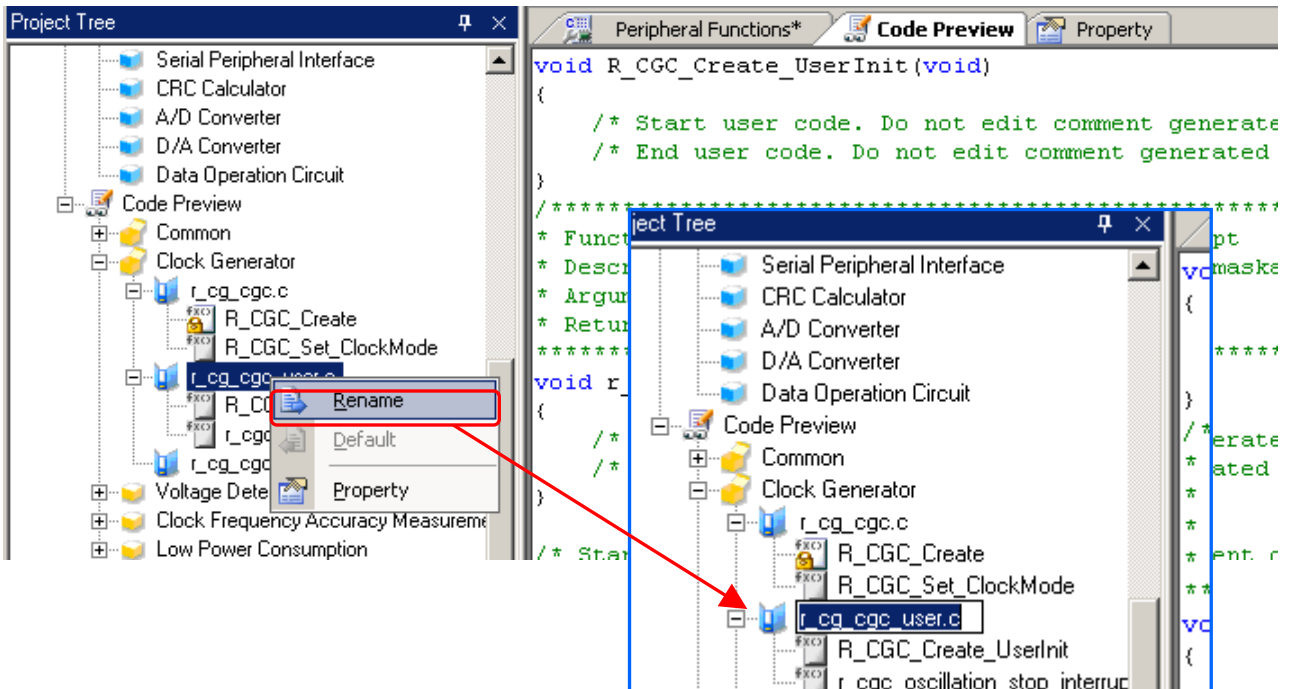 Project Tree
Serial Peripheral Interface
CRC Calculator
A/D Converter
D/A Converter
Data Operation Circuit
Code Preview
Common
Clock Generator
r_cg_cgc.c
R_CGC_Create
R_CGC_Set_ClockMode
r_cg_cgc_user.c
Voltage Dete
Clock Frequency Accuracy Measureme
Low Power Consumption
Rename
Default
Property
Peripheral Functions*
Code Preview
Property
void R_CGC_Create_UserInit(void)
{
/* Start user code. Do not edit comment generate
/* End user code. Do not edit comment generated
}
* Funct
* Descr
* Argum
* Retur
void r_
{
/*
/*
}
/* Star
ject Tree
Serial Peripheral Interface
CRC Calculator
A/D Converter
D/A Converter
Data Operation Circuit
Code Preview
Common
Clock Generator
r_cg_cgc.c
R_CGC_Create
R_CGC_Set_ClockMode
r_cg_cgc_user.c
R_CGC_Create_UserInit
r_cgc_oscillation_stop_interrup
pt
maska
{
}
erate
ated
ent
{